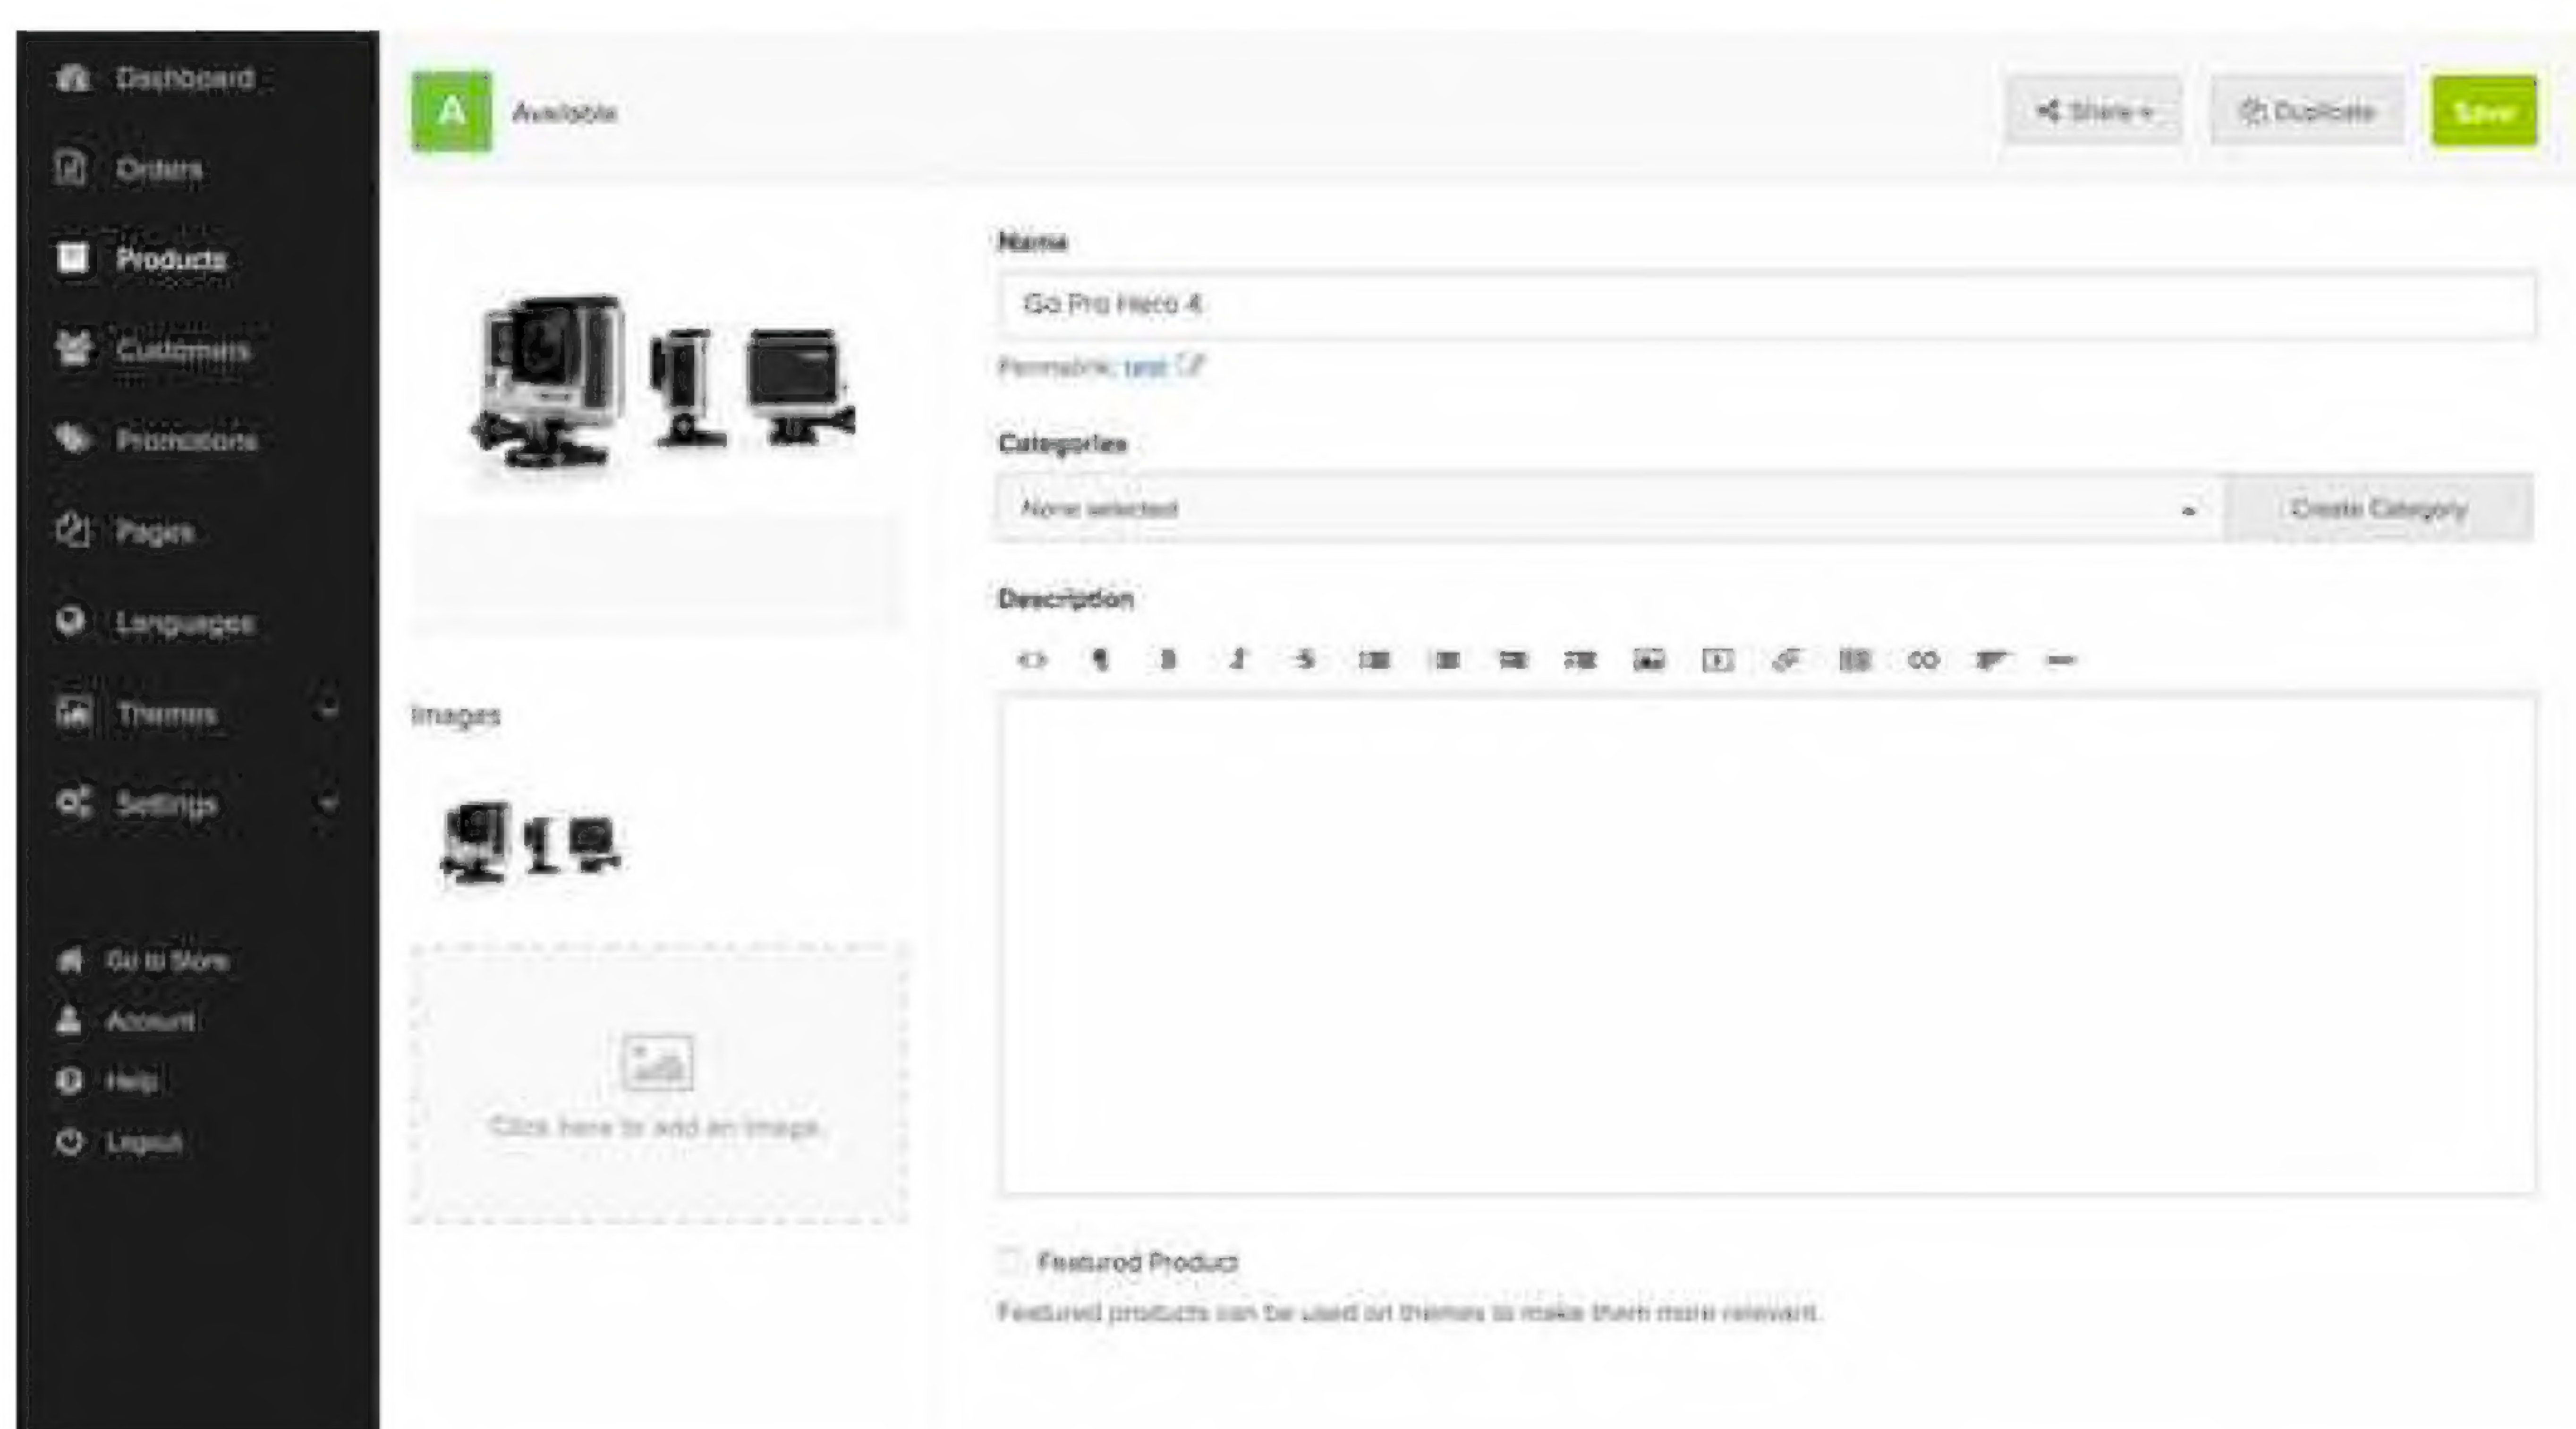 Dashboard
Orders
Products
Customers
Promotions
Pages
Languages
Themes
Settings
Go to Store
Account
Help
Logout
A
Available
Share
Duplicate
Save
Images
Click here to add an image.
Name
Go Pro Hero 4
Permalink: test
Categories
None selected
Create Category
Description
Featured Product
Featured products can be used on themes to make them more relevant.